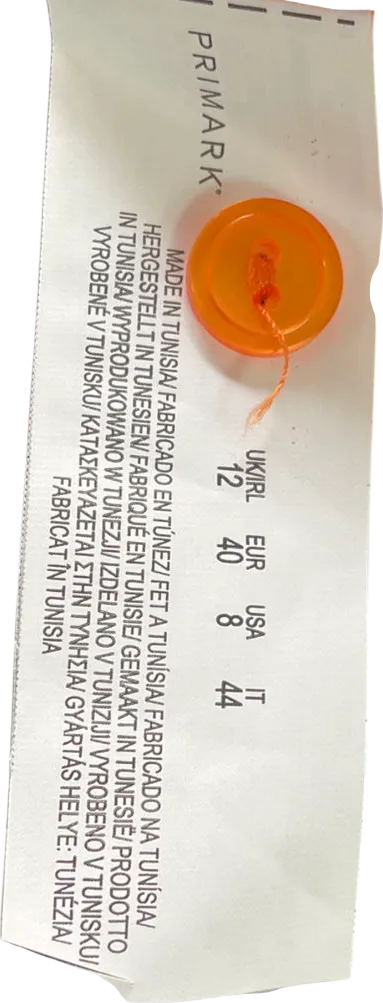 PRIMARK®
UK/IRL EUR USA IT
12 40 8 44
MADE IN TUNISIA/ FABRICADO EN TÚNEZ/ FET A TUNÍSIA/ FABRICADO NA TUNÍSIA/
HERGESTELLT IN TUNESIEN/ FABRIQUÉ EN TUNISIE/ GEMAAKT IN TUNESIË/ PRODOTTO
IN TUNISIA/ WYPRODUKOWANO W TUNEZJI/ IZDELANO V TUNIZIJI/ VYROBENO V TUNISKU/
VYROBENÉ V TUNISKU/ ΚΑΤΑΣΚΕΥΑΖΕΤΑΙ ΣΤΗΝ ΤΥΝΗΣΙΑ/ GYÁRTÁS HELYE: TUNÉZIA/
FABRICAT ÎN TUNISIA